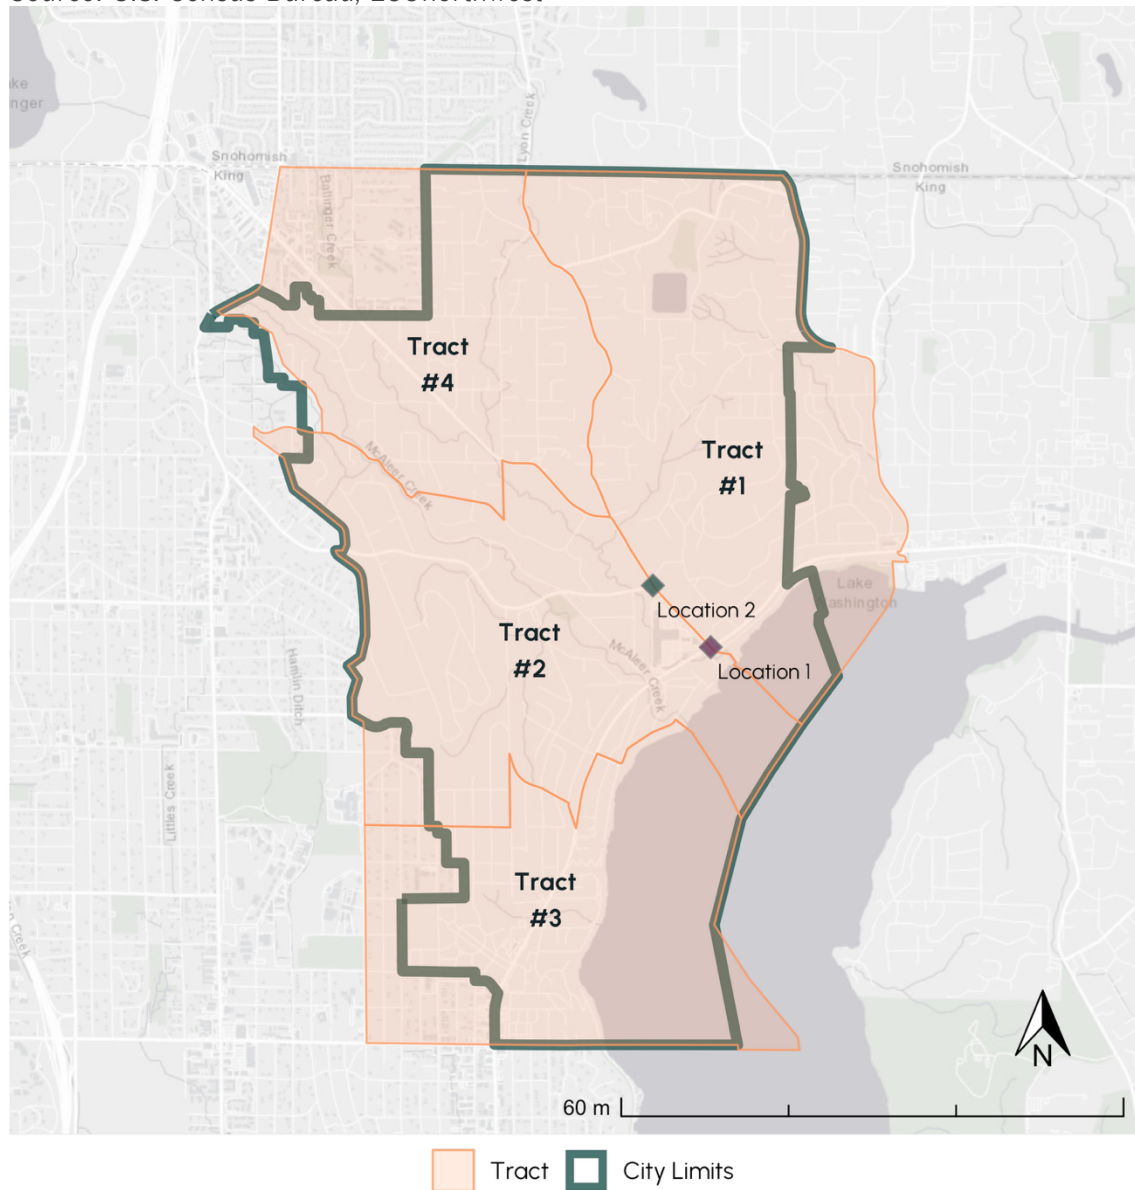 Snohomish
King
Snohomish
King
Lyon Creek
Ballinger Creek
Tract
#4
Tract
#1
McAleer Creek
Lake
Location 2
Tract
#2
McAleer Creek
Location 1
Hamlin Ditch
Littles Creek
Tract
#3
Creek
N
60 m
Tract
City Limits